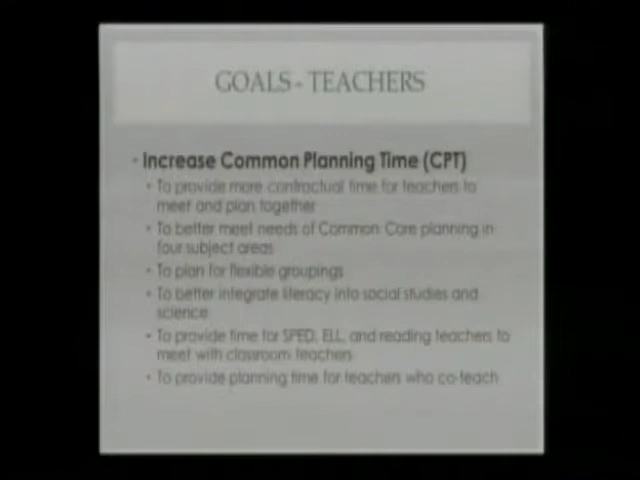 GOALS - TEACHERS
• Increase Common Planning Time (CPT)
• To provide more contractual time for teachers to
meet and plan together
• To better meet needs of Common Core planning in
four subject areas
• To plan for flexible groupings
• To better integrate literacy into social studies and
science
• To provide time for SPED, ELL, and reading teachers to
meet with classroom teachers
• To provide planning time for teachers who co-teach